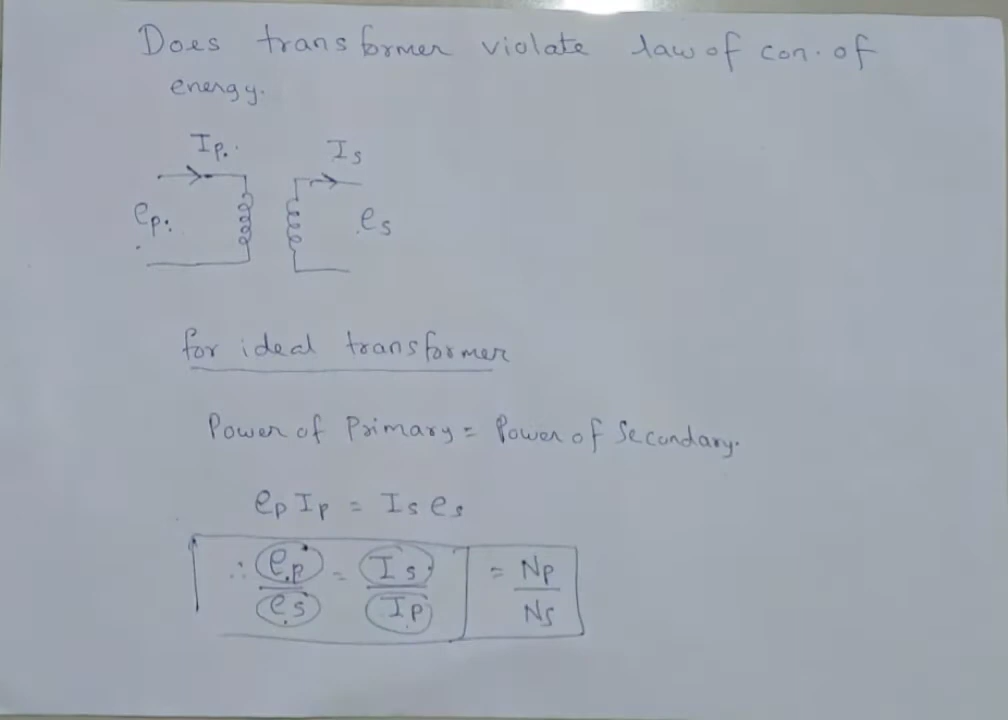 Does transformer violate law of con. of
energy.
Ip. Is
ep. es
for ideal transformer
Power of Primary = Power of Secondary.
ep Ip = Is es
∴ ep/es = Is/Ip = Np/Ns